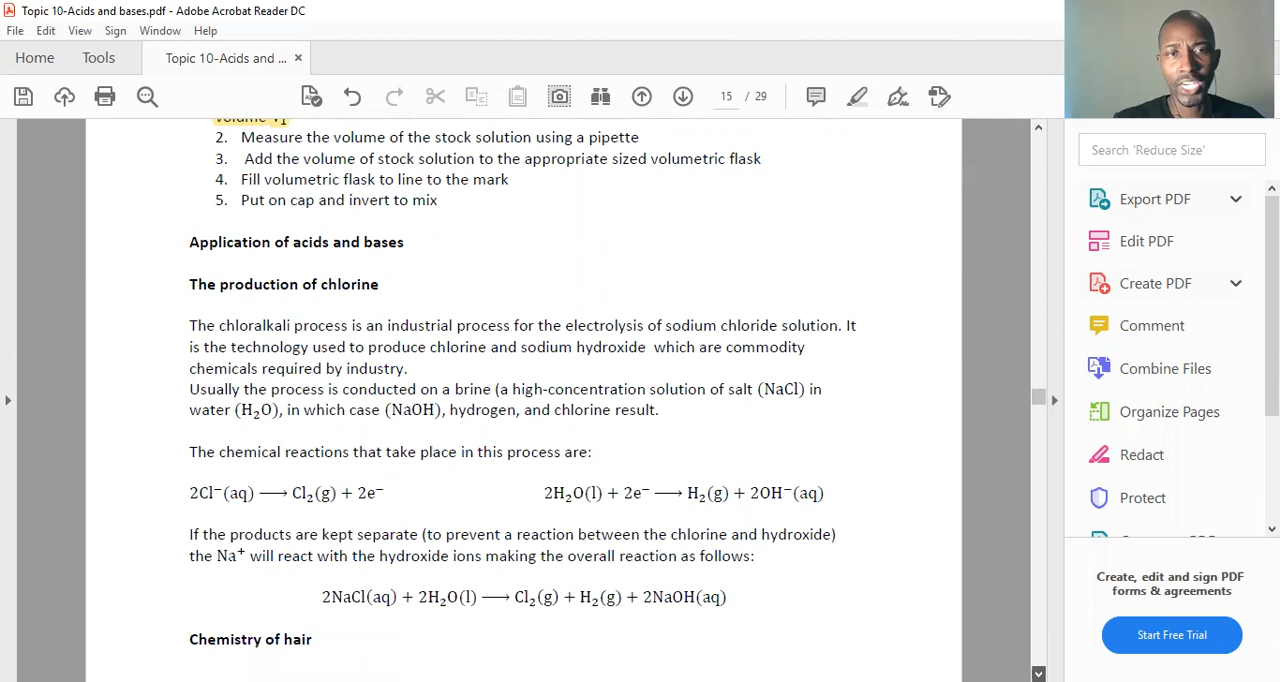 Topic 10-Acids and bases.pdf - Adobe Acrobat Reader DC
File Edit View Sign Window Help
Home Tools Topic 10-Acids and ... ×
15 / 29
volume V₁
2. Measure the volume of the stock solution using a pipette
3. Add the volume of stock solution to the appropriate sized volumetric flask
4. Fill volumetric flask to line to the mark
5. Put on cap and invert to mix
Application of acids and bases
The production of chlorine
The chloralkali process is an industrial process for the electrolysis of sodium chloride solution. It
is the technology used to produce chlorine and sodium hydroxide which are commodity
chemicals required by industry.
Usually the process is conducted on a brine (a high-concentration solution of salt (NaCl) in
water (H₂O), in which case (NaOH), hydrogen, and chlorine result.
The chemical reactions that take place in this process are:
2Cl⁻(aq) ⟶ Cl₂(g) + 2e⁻ 2H₂O(l) + 2e⁻ ⟶ H₂(g) + 2OH⁻(aq)
If the products are kept separate (to prevent a reaction between the chlorine and hydroxide)
the Na⁺ will react with the hydroxide ions making the overall reaction as follows:
2NaCl(aq) + 2H₂O(l) ⟶ Cl₂(g) + H₂(g) + 2NaOH(aq)
Chemistry of hair
Search 'Reduce Size'
Export PDF
Edit PDF
Create PDF
Comment
Combine Files
Organize Pages
Redact
Protect
Create, edit and sign PDF
forms & agreements
Start Free Trial